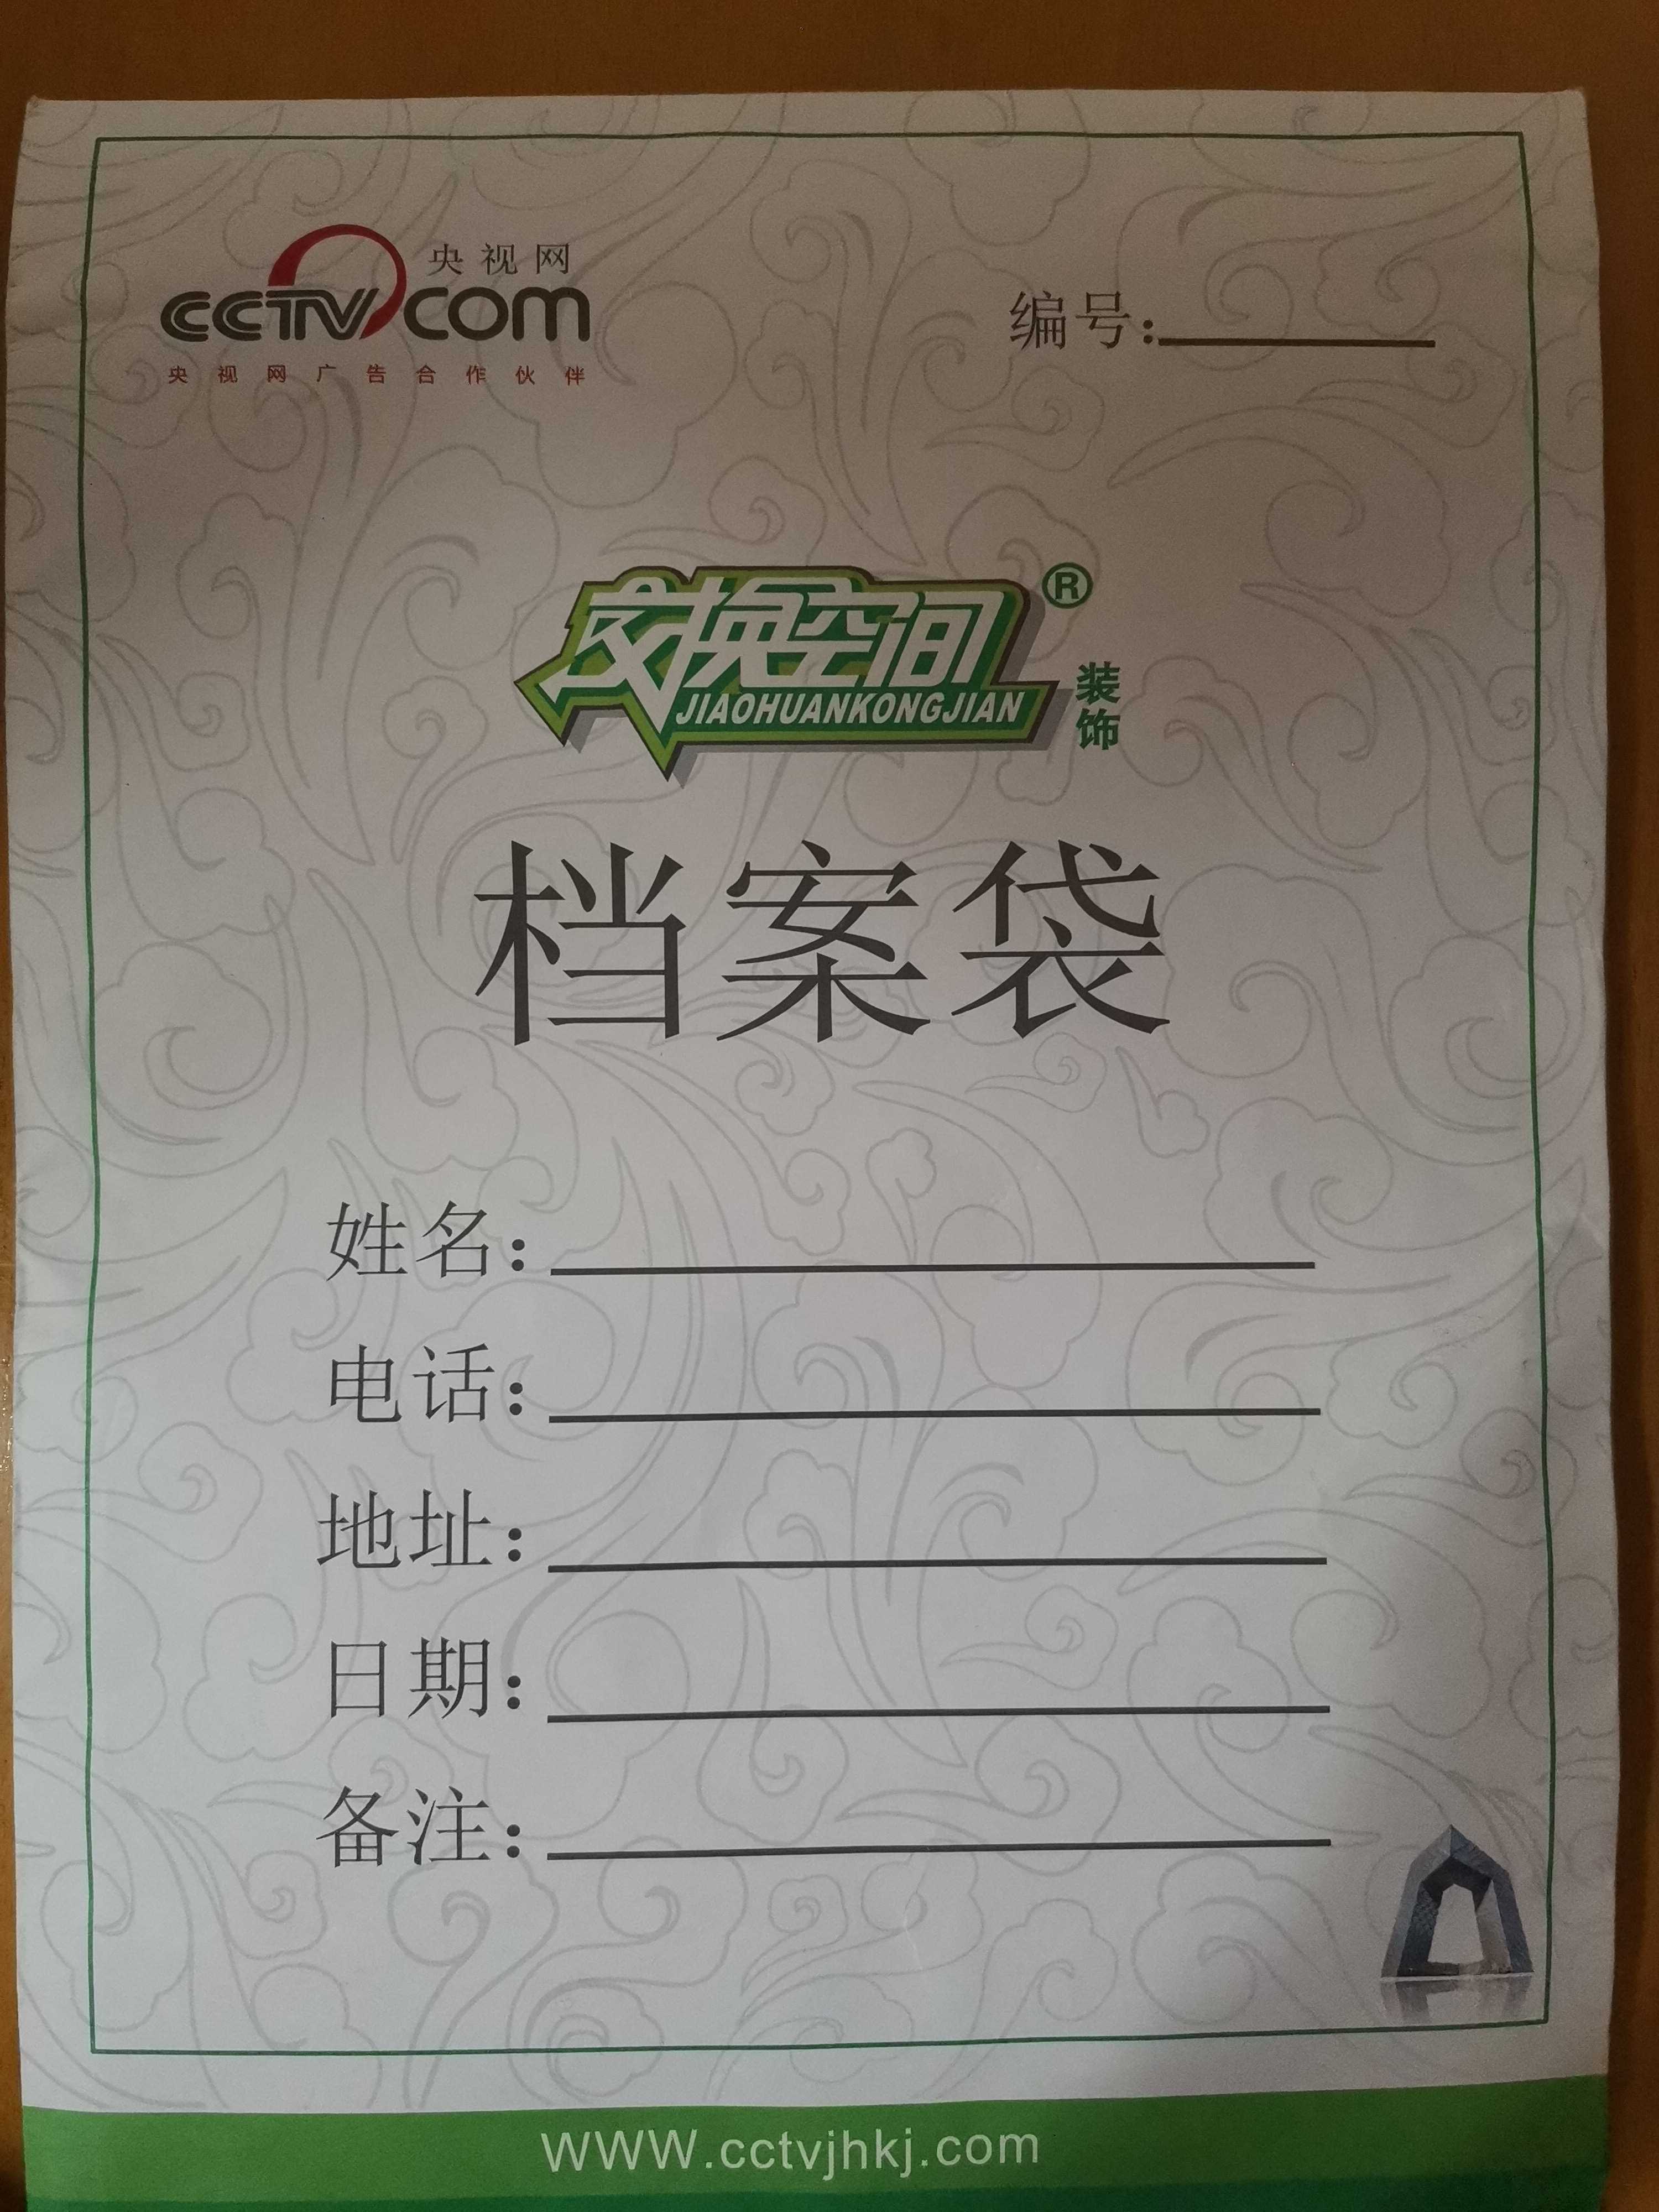 央视网
CCTV.com
央视网广告合作伙伴
编号：
交换空间®
JIAOHUANKONGJIAN
装饰
档案袋
姓名：
电话：
地址：
日期：
备注：
WWW.cctvjhkj.com